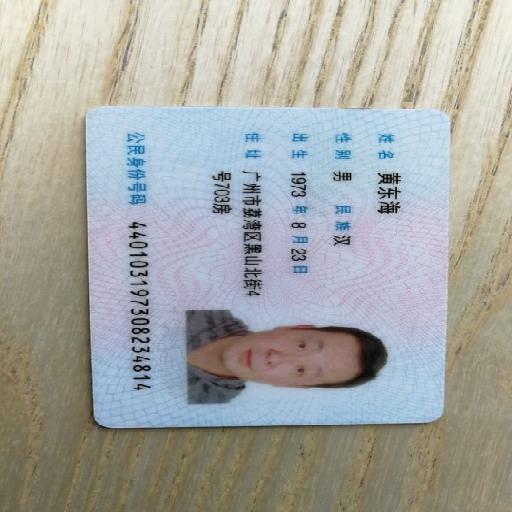 姓名 黄东海
性别 男 民族 汉
出生 1973 年 8 月 23 日
住址 广州市荔湾区黑山北街4
号703房
公民身份号码 440103197308234814